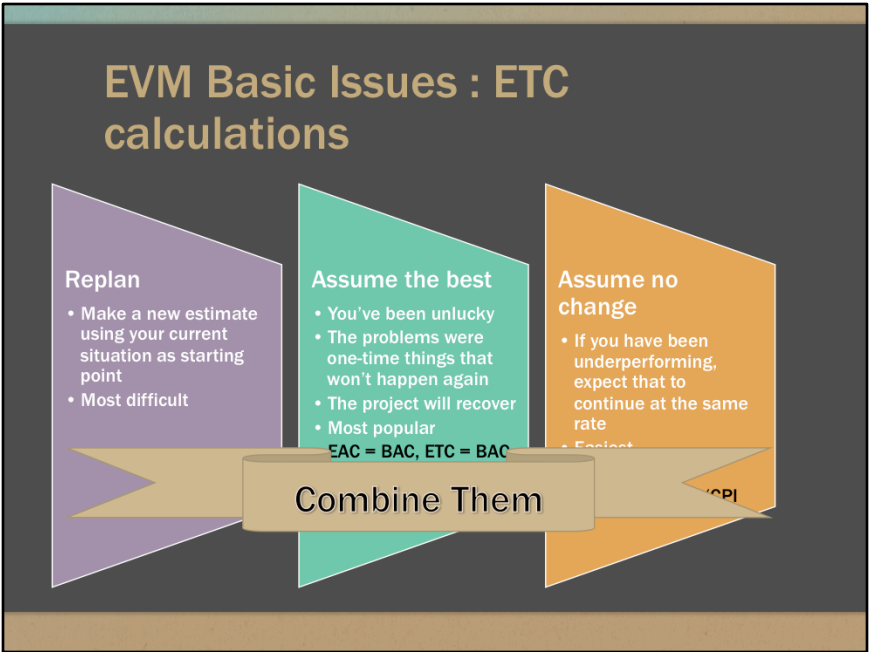 EVM Basic Issues : ETC
calculations
Replan
• Make a new estimate
using your current
situation as starting
point
• Most difficult
Assume the best
• You've been unlucky
• The problems were
one-time things that
won't happen again
• The project will recover
• Most popular
EAC = BAC, ETC = BAC
Assume no
change
• If you have been
underperforming,
expect that to
continue at the same
rate
• Easiest
/CPI
Combine Them